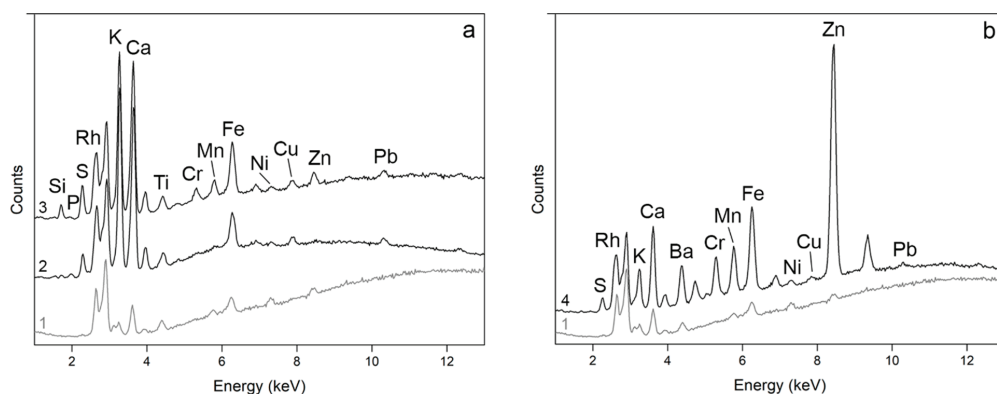 a
K
Ca
Rh
Fe
S
Mn
Cu
Si
Cr
Ni
Zn
Pb
P
Ti
3
2
1
Counts
2 4 6 8 10 12
Energy (keV)
b
Zn
Fe
Ca
Mn
Rh
Ba
Cr
K
Cu
S
Ni
Pb
4
1
Counts
2 4 6 8 10 12
Energy (keV)